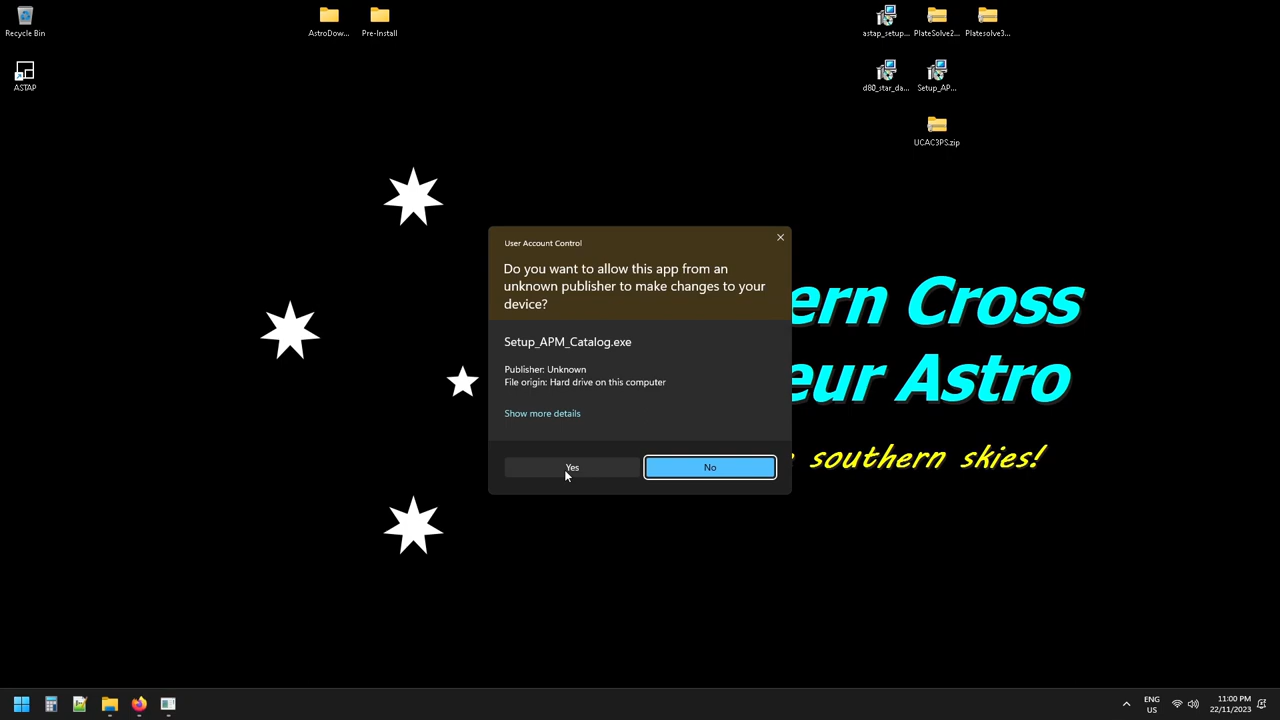 Recycle Bin
AstroDow...
Pre-Install
astap_setup...
PlateSolve2...
Platesolve3...
ASTAP
d80_star_da...
Setup_AP...
UCAC3PS.zip
User Account Control
Do you want to allow this app from an
unknown publisher to make changes to your
device?
Setup_APM_Catalog.exe
Publisher: Unknown
File origin: Hard drive on this computer
Show more details
Yes
No
ern Cross
eur Astro
southern skies!
ENG
US
11:00 PM
22/11/2023